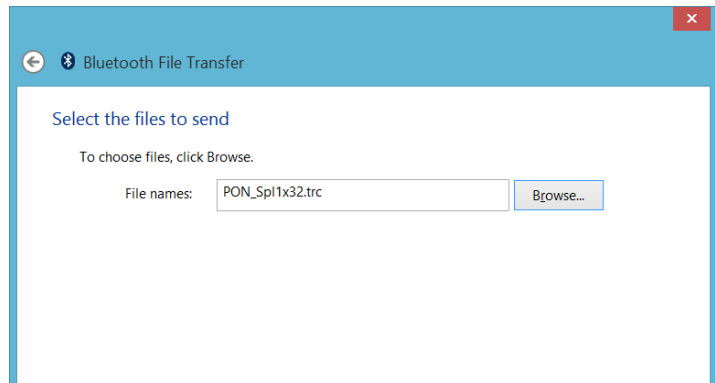 Bluetooth File Transfer
Select the files to send
To choose files, click Browse.
File names: PON_Spl1x32.trc Browse...